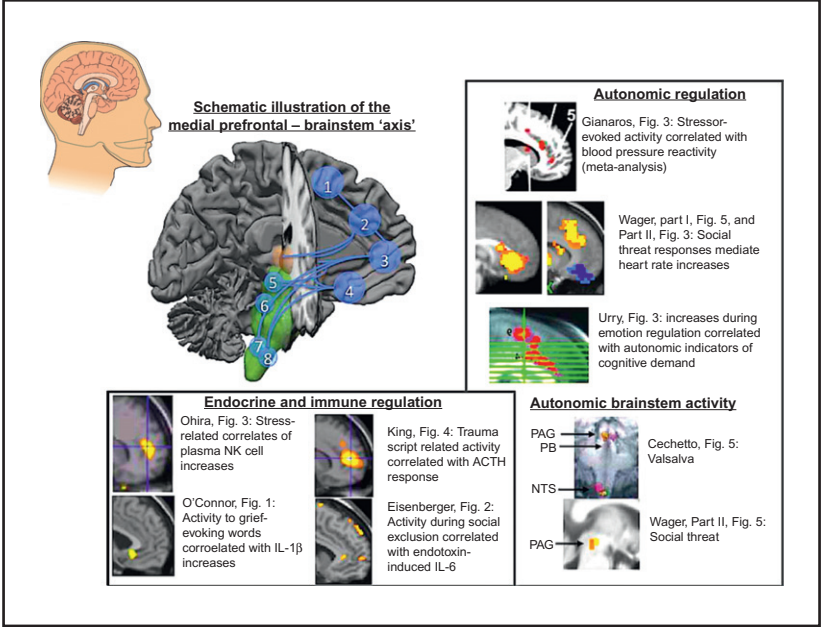 Schematic illustration of the
medial prefrontal – brainstem ‘axis’
1
2
3
4
5
6
7
8
Autonomic regulation
5
Gianaros, Fig. 3: Stressor-
evoked activity correlated with
blood pressure reactivity
(meta-analysis)
Wager, part I, Fig. 5, and
Part II, Fig. 3: Social
threat responses mediate
heart rate increases
Urry, Fig. 3: increases during
emotion regulation correlated
with autonomic indicators of
cognitive demand
Endocrine and immune regulation
Ohira, Fig. 3: Stress-
related correlates of
plasma NK cell
increases
King, Fig. 4: Trauma
script related activity
correlated with ACTH
response
O’Connor, Fig. 1:
Activity to grief-
evoking words
corroelated with IL-1β
increases
Eisenberger, Fig. 2:
Activity during social
exclusion correlated
with endotoxin-
induced IL-6
Autonomic brainstem activity
PAG
PB
NTS
Cechetto, Fig. 5:
Valsalva
PAG
Wager, Part II, Fig. 5:
Social threat